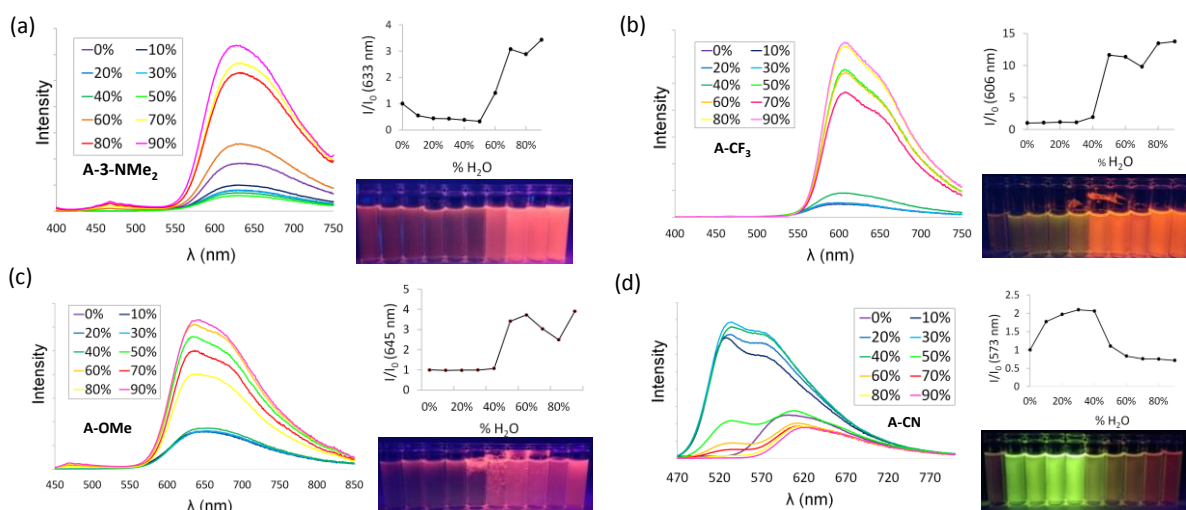 (a)
Intensity
0% 10%
20% 30%
40% 50%
60% 70%
80% 90%
A-3-NMe₂
400 450 500 550 600 650 700 750
λ (nm)
I/I₀ (633 nm)
4
3
2
1
0
0% 20% 40% 60% 80%
% H₂O
(b)
Intensity
0% 10%
20% 30%
40% 50%
60% 70%
80% 90%
A-CF₃
400 450 500 550 600 650 700 750
λ (nm)
I/I₀ (606 nm)
15
10
5
0
0% 20% 40% 60% 80%
% H₂O
(c)
Intensity
0% 10%
20% 30%
40% 50%
60% 70%
80% 90%
A-OMe
450 500 550 600 650 700 750 800 850
λ (nm)
I/I₀ (645 nm)
5
4
3
2
1
0
0% 20% 40% 60% 80%
% H₂O
(d)
Intensity
0% 10%
20% 30%
40% 50%
60% 70%
80% 90%
A-CN
470 520 570 620 670 720 770
λ (nm)
I/I₀ (573 nm)
2.5
2
1.5
1
0.5
0
0% 20% 40% 60% 80%
% H₂O